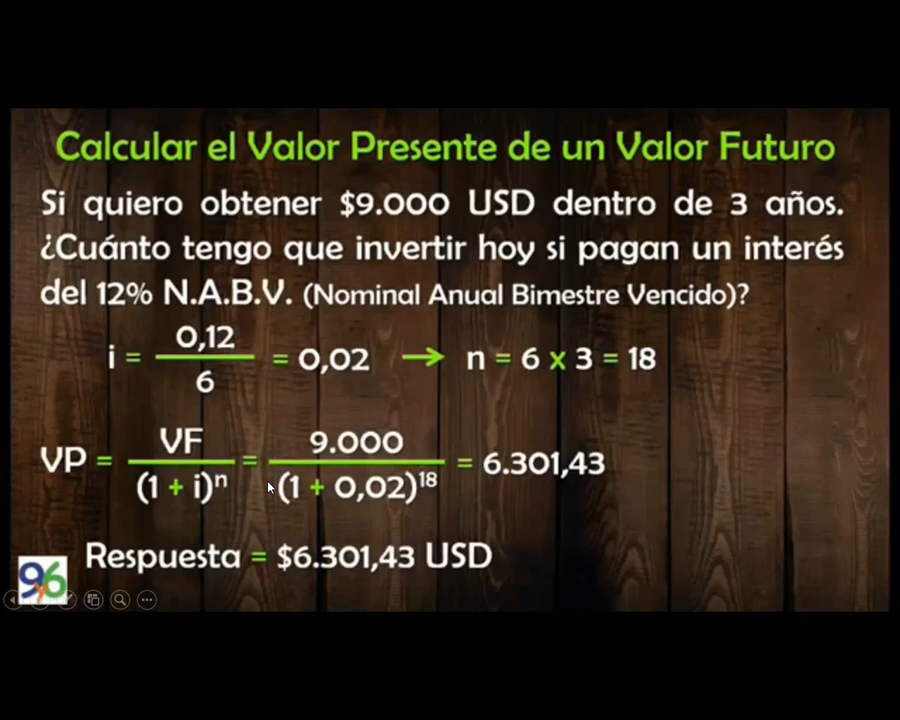 Calcular el Valor Presente de un Valor Futuro
Si quiero obtener $9.000 USD dentro de 3 años.
¿Cuánto tengo que invertir hoy si pagan un interés
del 12% N.A.B.V. (Nominal Anual Bimestre Vencido)?
i = 0,12 / 6 = 0,02 → n = 6 x 3 = 18
VP = VF / (1 + i)ⁿ = 9.000 / (1 + 0,02)¹⁸ = 6.301,43
Respuesta = $6.301,43 USD
96